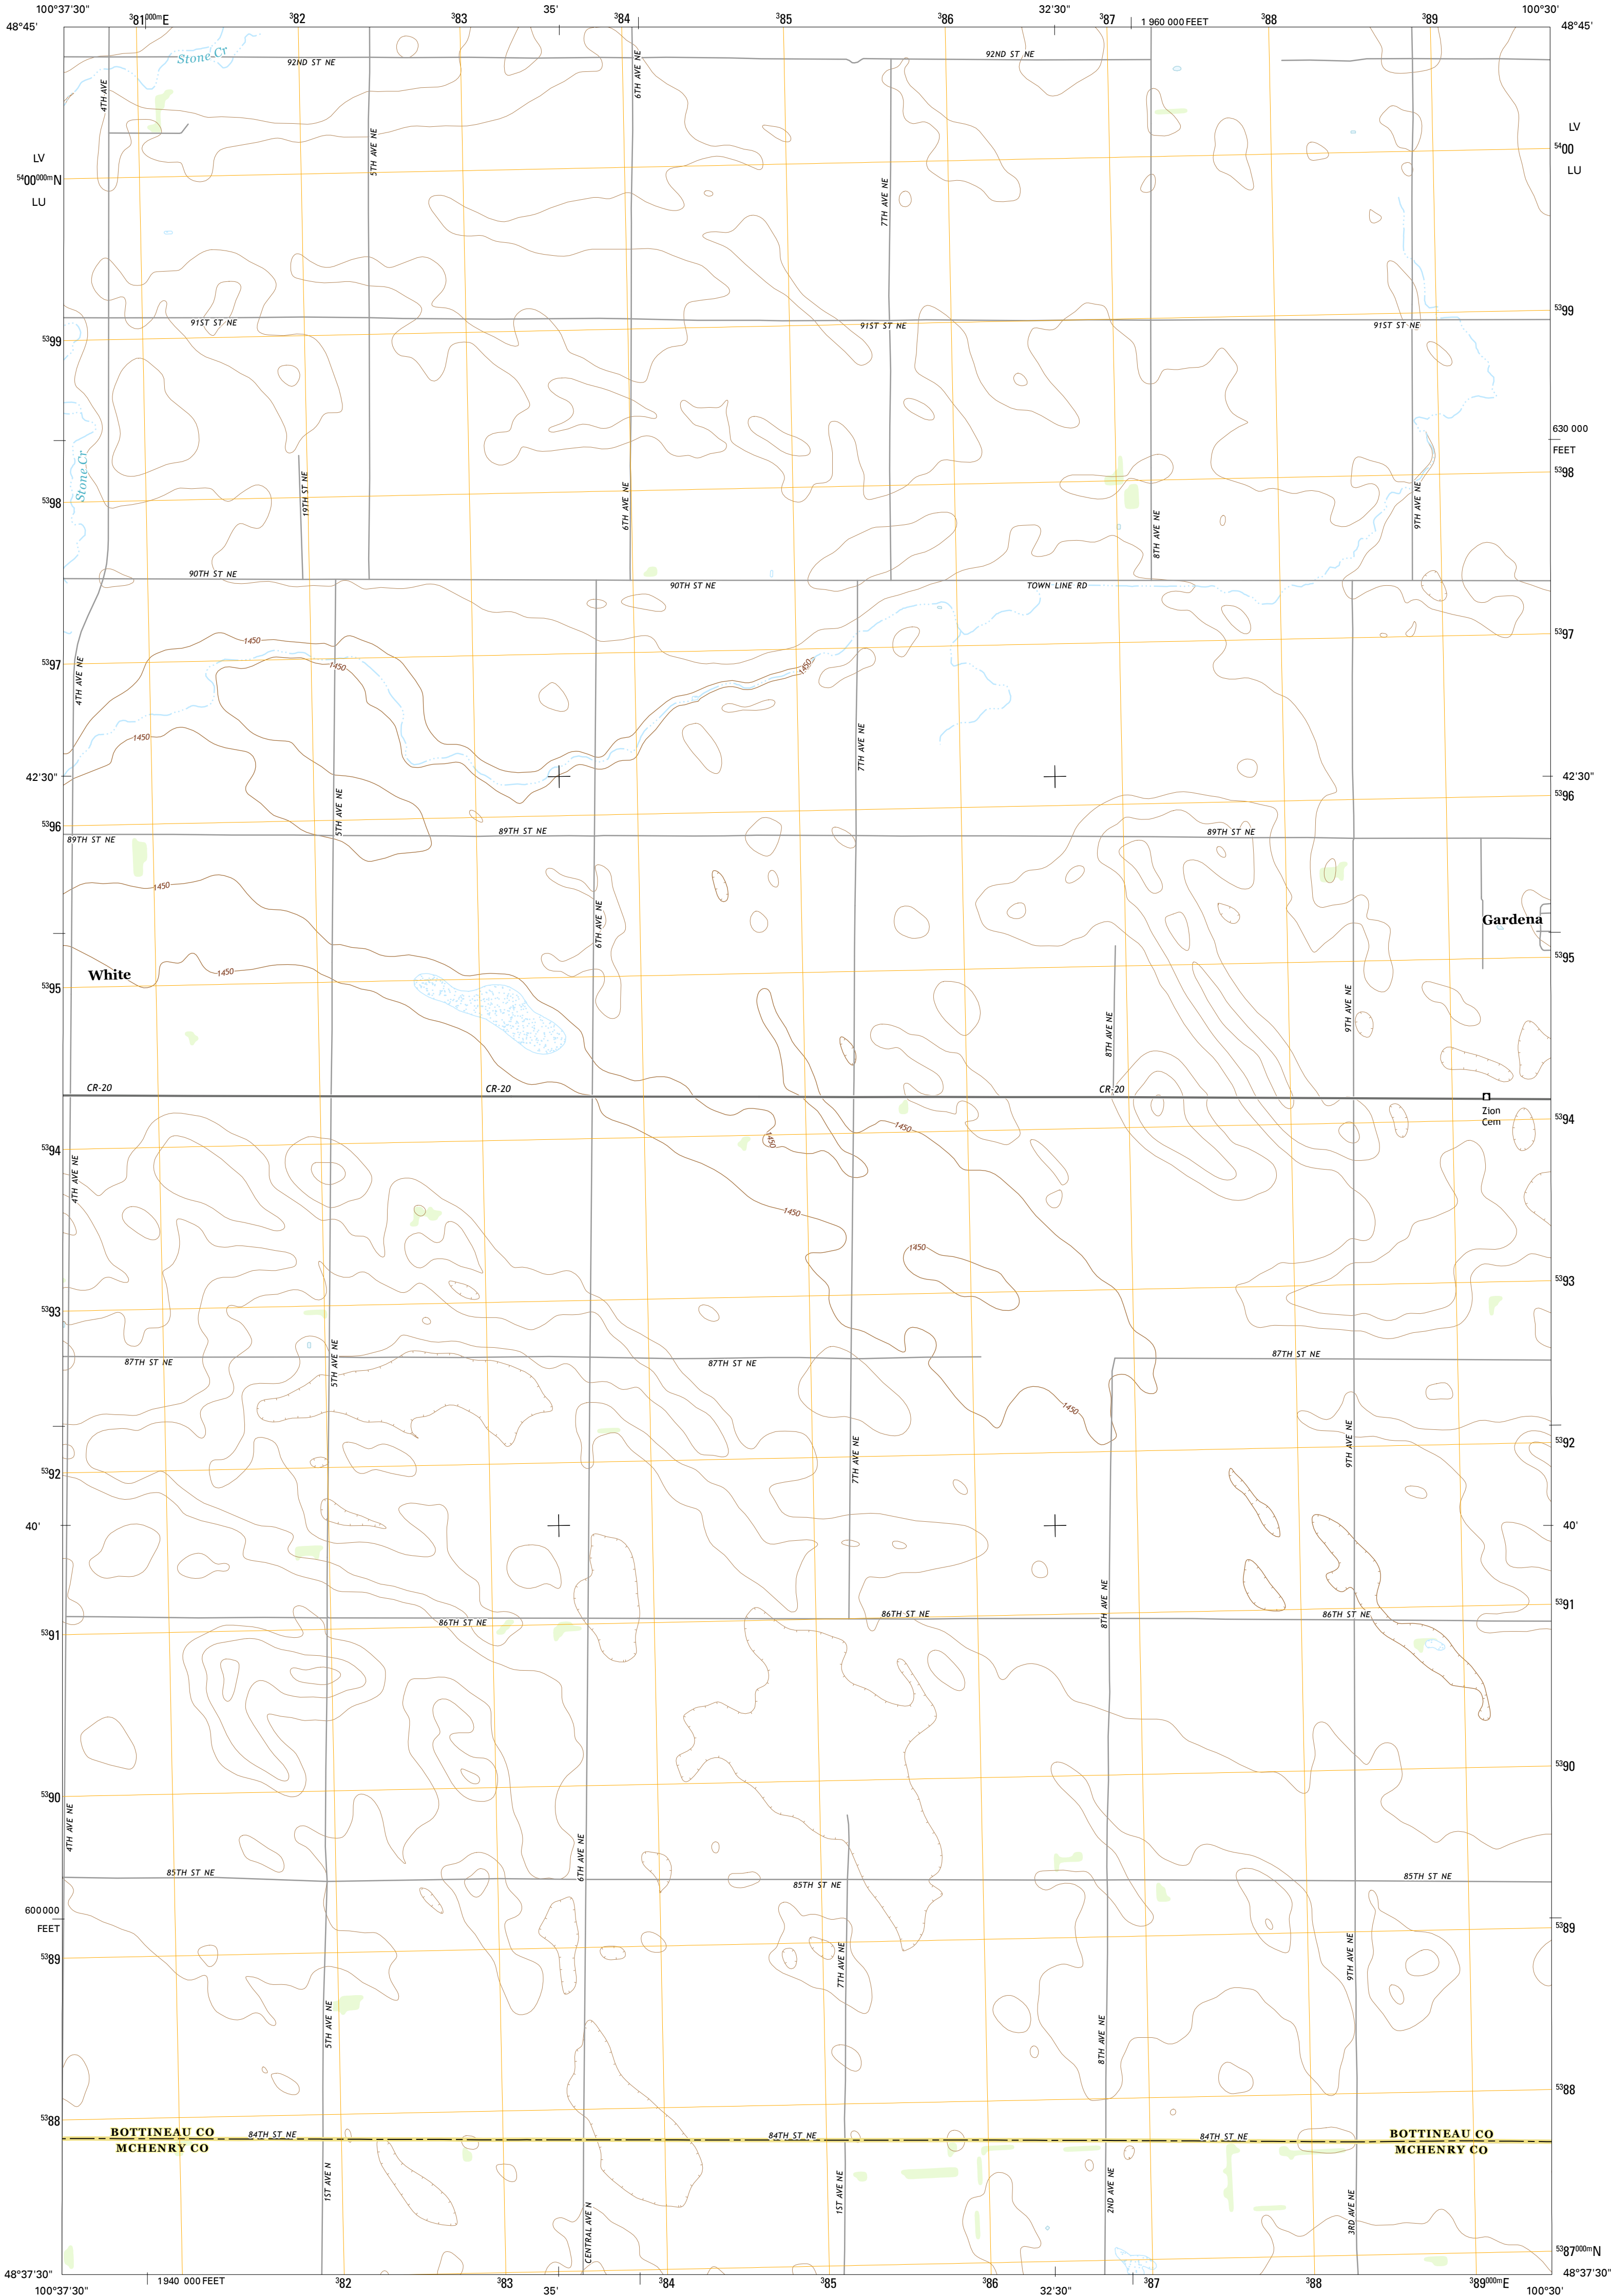 100°37'30"
³81⁰⁰⁰ᵐE
³82
³83
35'
³84
³85
³86
32'30"
³87
1 960 000 FEET
³88
³89
100°30'
48°45'
48°45'
Stone Cr
92ND ST NE
92ND ST NE
4TH AVE
6TH AVE NE
5TH AVE NE
LV
LV
⁵⁴00⁰⁰⁰ᵐN
⁵⁴00
LU
LU
7TH AVE NE
91ST ST NE
91ST ST NE
91ST ST NE
⁵³99
⁵³99
630 000
FEET
Stone Cr
19TH ST NE
6TH AVE NE
8TH AVE NE
9TH AVE NE
⁵³98
⁵³98
90TH ST NE
90TH ST NE
TOWN LINE RD
1450
1450
1450
⁵³97
⁵³97
4TH AVE NE
7TH AVE NE
1450
42'30"
42'30"
5TH AVE NE
⁵³96
⁵³96
89TH ST NE
89TH ST NE
89TH ST NE
1450
6TH AVE NE
Gardena
White
1450
⁵³95
⁵³95
8TH AVE NE
9TH AVE NE
CR-20
CR-20
CR-20
Zion
Cem
1450
1450
⁵³94
⁵³94
4TH AVE NE
1450
1450
⁵³93
⁵³93
5TH AVE NE
87TH ST NE
87TH ST NE
87TH ST NE
1450
7TH AVE NE
9TH AVE NE
⁵³92
⁵³92
40'
40'
8TH AVE NE
86TH ST NE
86TH ST NE
86TH ST NE
⁵³91
⁵³91
⁵³90
⁵³90
4TH AVE NE
6TH AVE NE
85TH ST NE
85TH ST NE
85TH ST NE
600 000
FEET
⁵³89
⁵³89
7TH AVE NE
9TH AVE NE
5TH AVE NE
8TH AVE NE
⁵³88
⁵³88
BOTTINEAU CO
84TH ST NE
84TH ST NE
84TH ST NE
BOTTINEAU CO
MCHENRY CO
MCHENRY CO
1ST AVE N
CENTRAL AVE N
1ST AVE NE
2ND AVE NE
3RD AVE NE
⁵³87⁰⁰⁰ᵐN
48°37'30"
48°37'30"
1 940 000 FEET
³82
³83
35'
³84
³85
³86
32'30"
³87
³88
³89⁰⁰⁰ᵐE
100°37'30"
100°30'